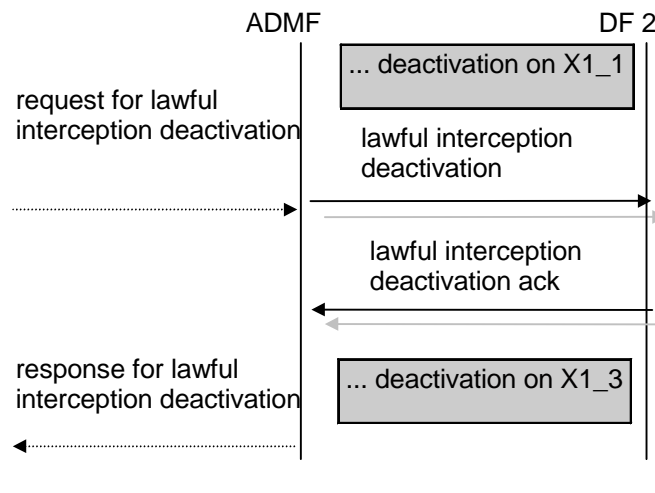 ADMF
DF 2
... deactivation on X1_1
request for lawful
interception deactivation
lawful interception
deactivation
lawful interception
deactivation ack
response for lawful
interception deactivation
... deactivation on X1_3